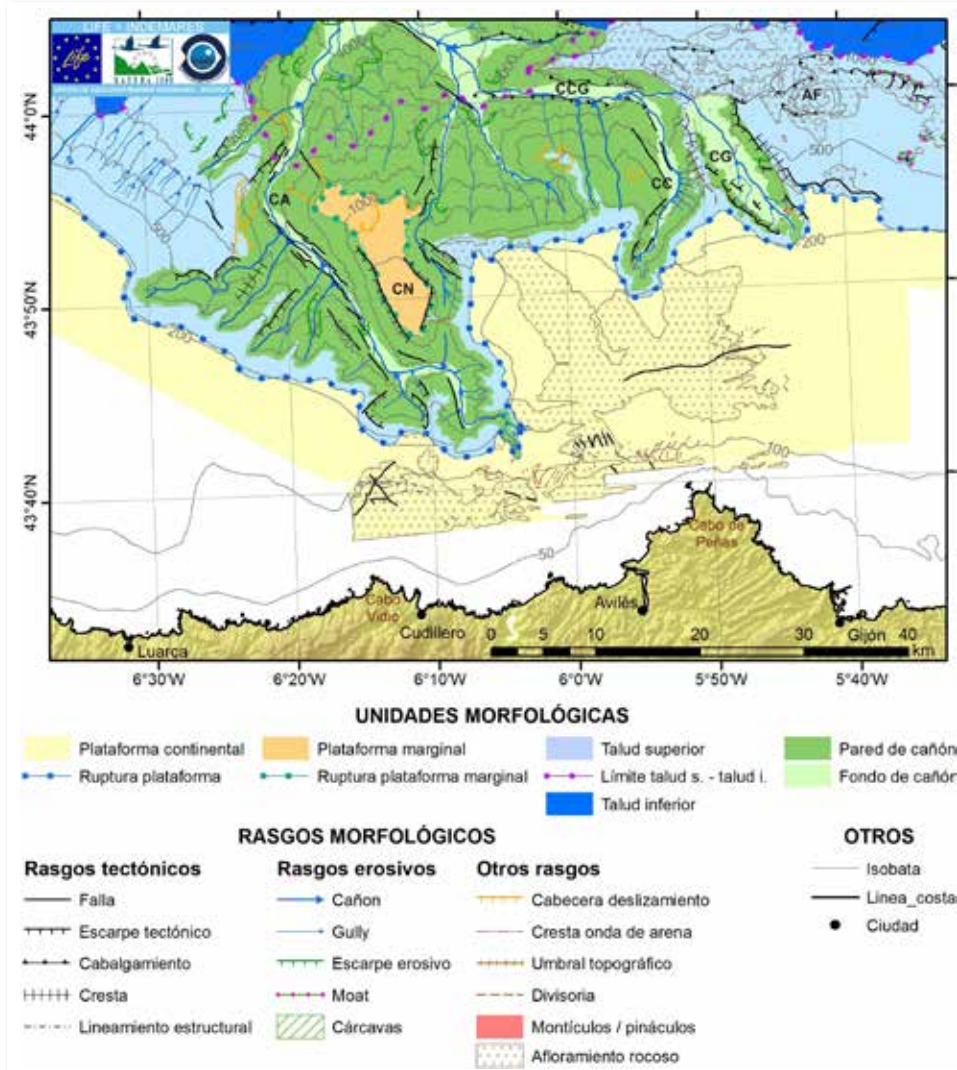 LIFE + INDEMARES
Life
1000
CCG
AF
44°0'N
500
CG
CC
CA
1000
500
200
CN
43°50'N
200
100
43°40'N
Cabo de
Peñas
50
Cabo
Vidio
Avilés
Cudillero
0 5 10 20 30 40
Gijón
km
Luarca
6°30'W 6°20'W 6°10'W 6°0'W 5°50'W 5°40'W
UNIDADES MORFOLÓGICAS
Plataforma continental Plataforma marginal Talud superior Pared de cañón
Ruptura plataforma Ruptura plataforma marginal Límite talud s. - talud i. Fondo de cañón
Talud inferior
RASGOS MORFOLÓGICOS OTROS
Rasgos tectónicos Rasgos erosivos Otros rasgos Isobata
Falla Cañon Cabecera deslizamiento Linea_costa
Escarpe tectónico Gully Cresta onda de arena Ciudad
Cabalgamiento Escarpe erosivo Umbral topográfico
Cresta Moat Divisoria
Lineamiento estructural Cárcavas Montículos / pináculos
Afloramiento rocoso